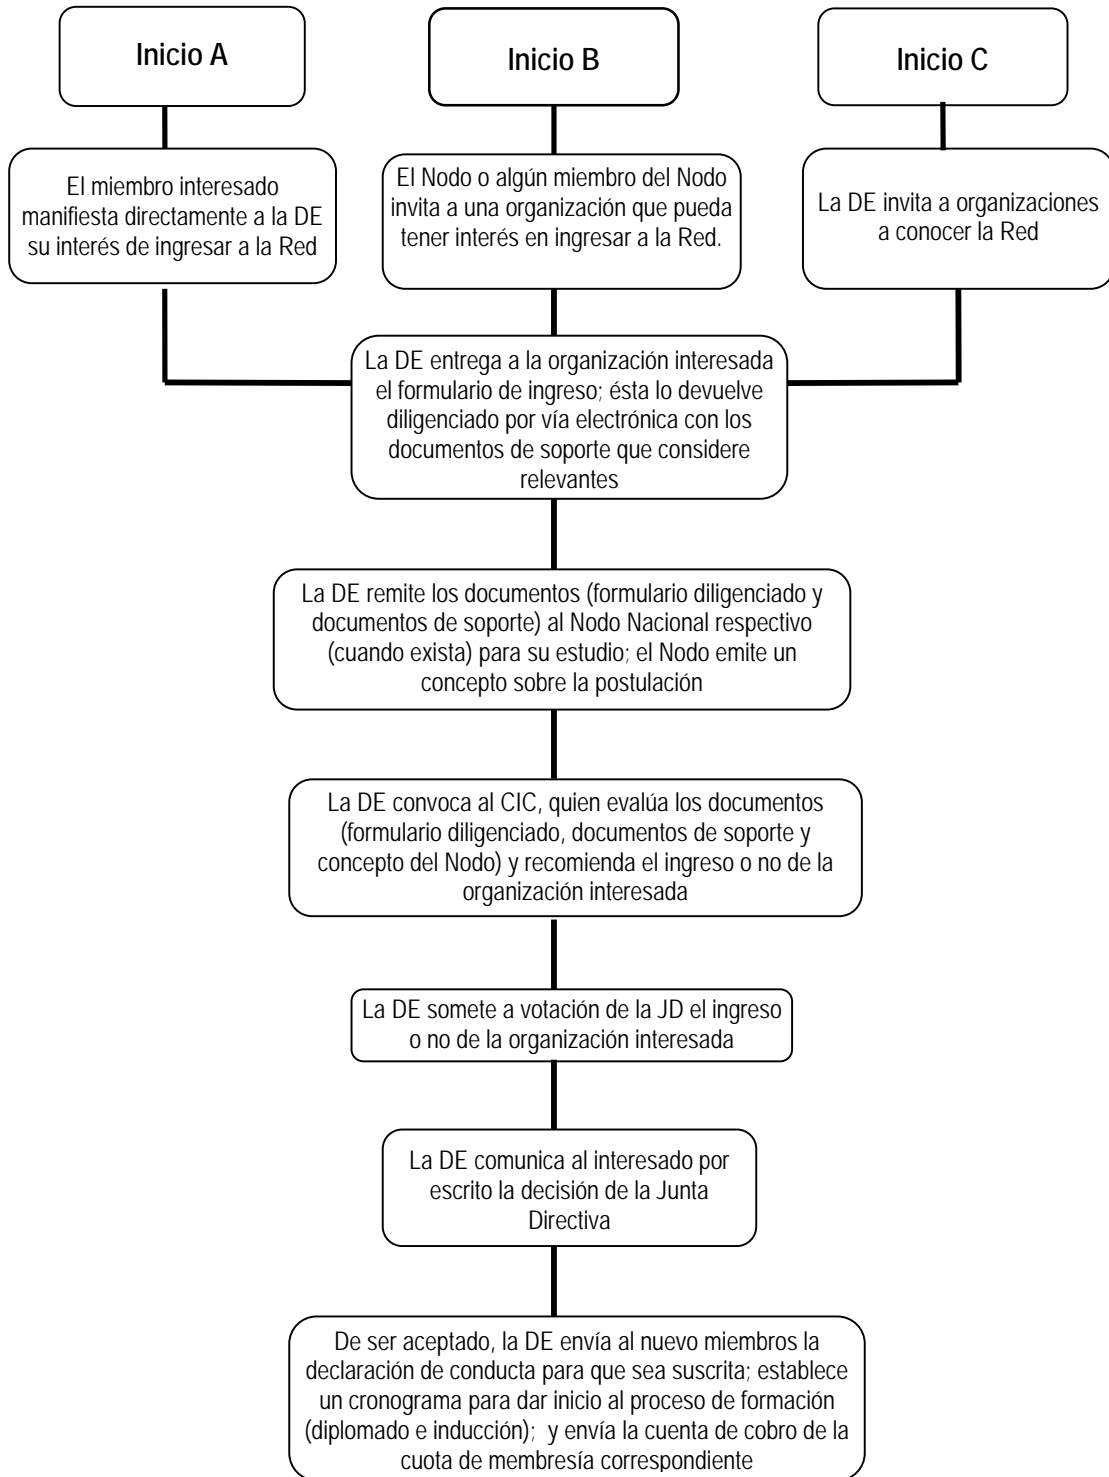 Inicio A
Inicio B
Inicio C
El miembro interesado
manifiesta directamente a la DE
su interés de ingresar a la Red
El Nodo o algún miembro del Nodo
invita a una organización que pueda
tener interés en ingresar a la Red.
La DE invita a organizaciones
a conocer la Red
La DE entrega a la organización interesada
el formulario de ingreso; ésta lo devuelve
diligenciado por vía electrónica con los
documentos de soporte que considere
relevantes
La DE remite los documentos (formulario diligenciado y
documentos de soporte) al Nodo Nacional respectivo
(cuando exista) para su estudio; el Nodo emite un
concepto sobre la postulación
La DE convoca al CIC, quien evalúa los documentos
(formulario diligenciado, documentos de soporte y
concepto del Nodo) y recomienda el ingreso o no de la
organización interesada
La DE somete a votación de la JD el ingreso
o no de la organización interesada
La DE comunica al interesado por
escrito la decisión de la Junta
Directiva
De ser aceptado, la DE envía al nuevo miembros la
declaración de conducta para que sea suscrita; establece
un cronograma para dar inicio al proceso de formación
(diplomado e inducción);  y envía la cuenta de cobro de la
cuota de membresía correspondiente